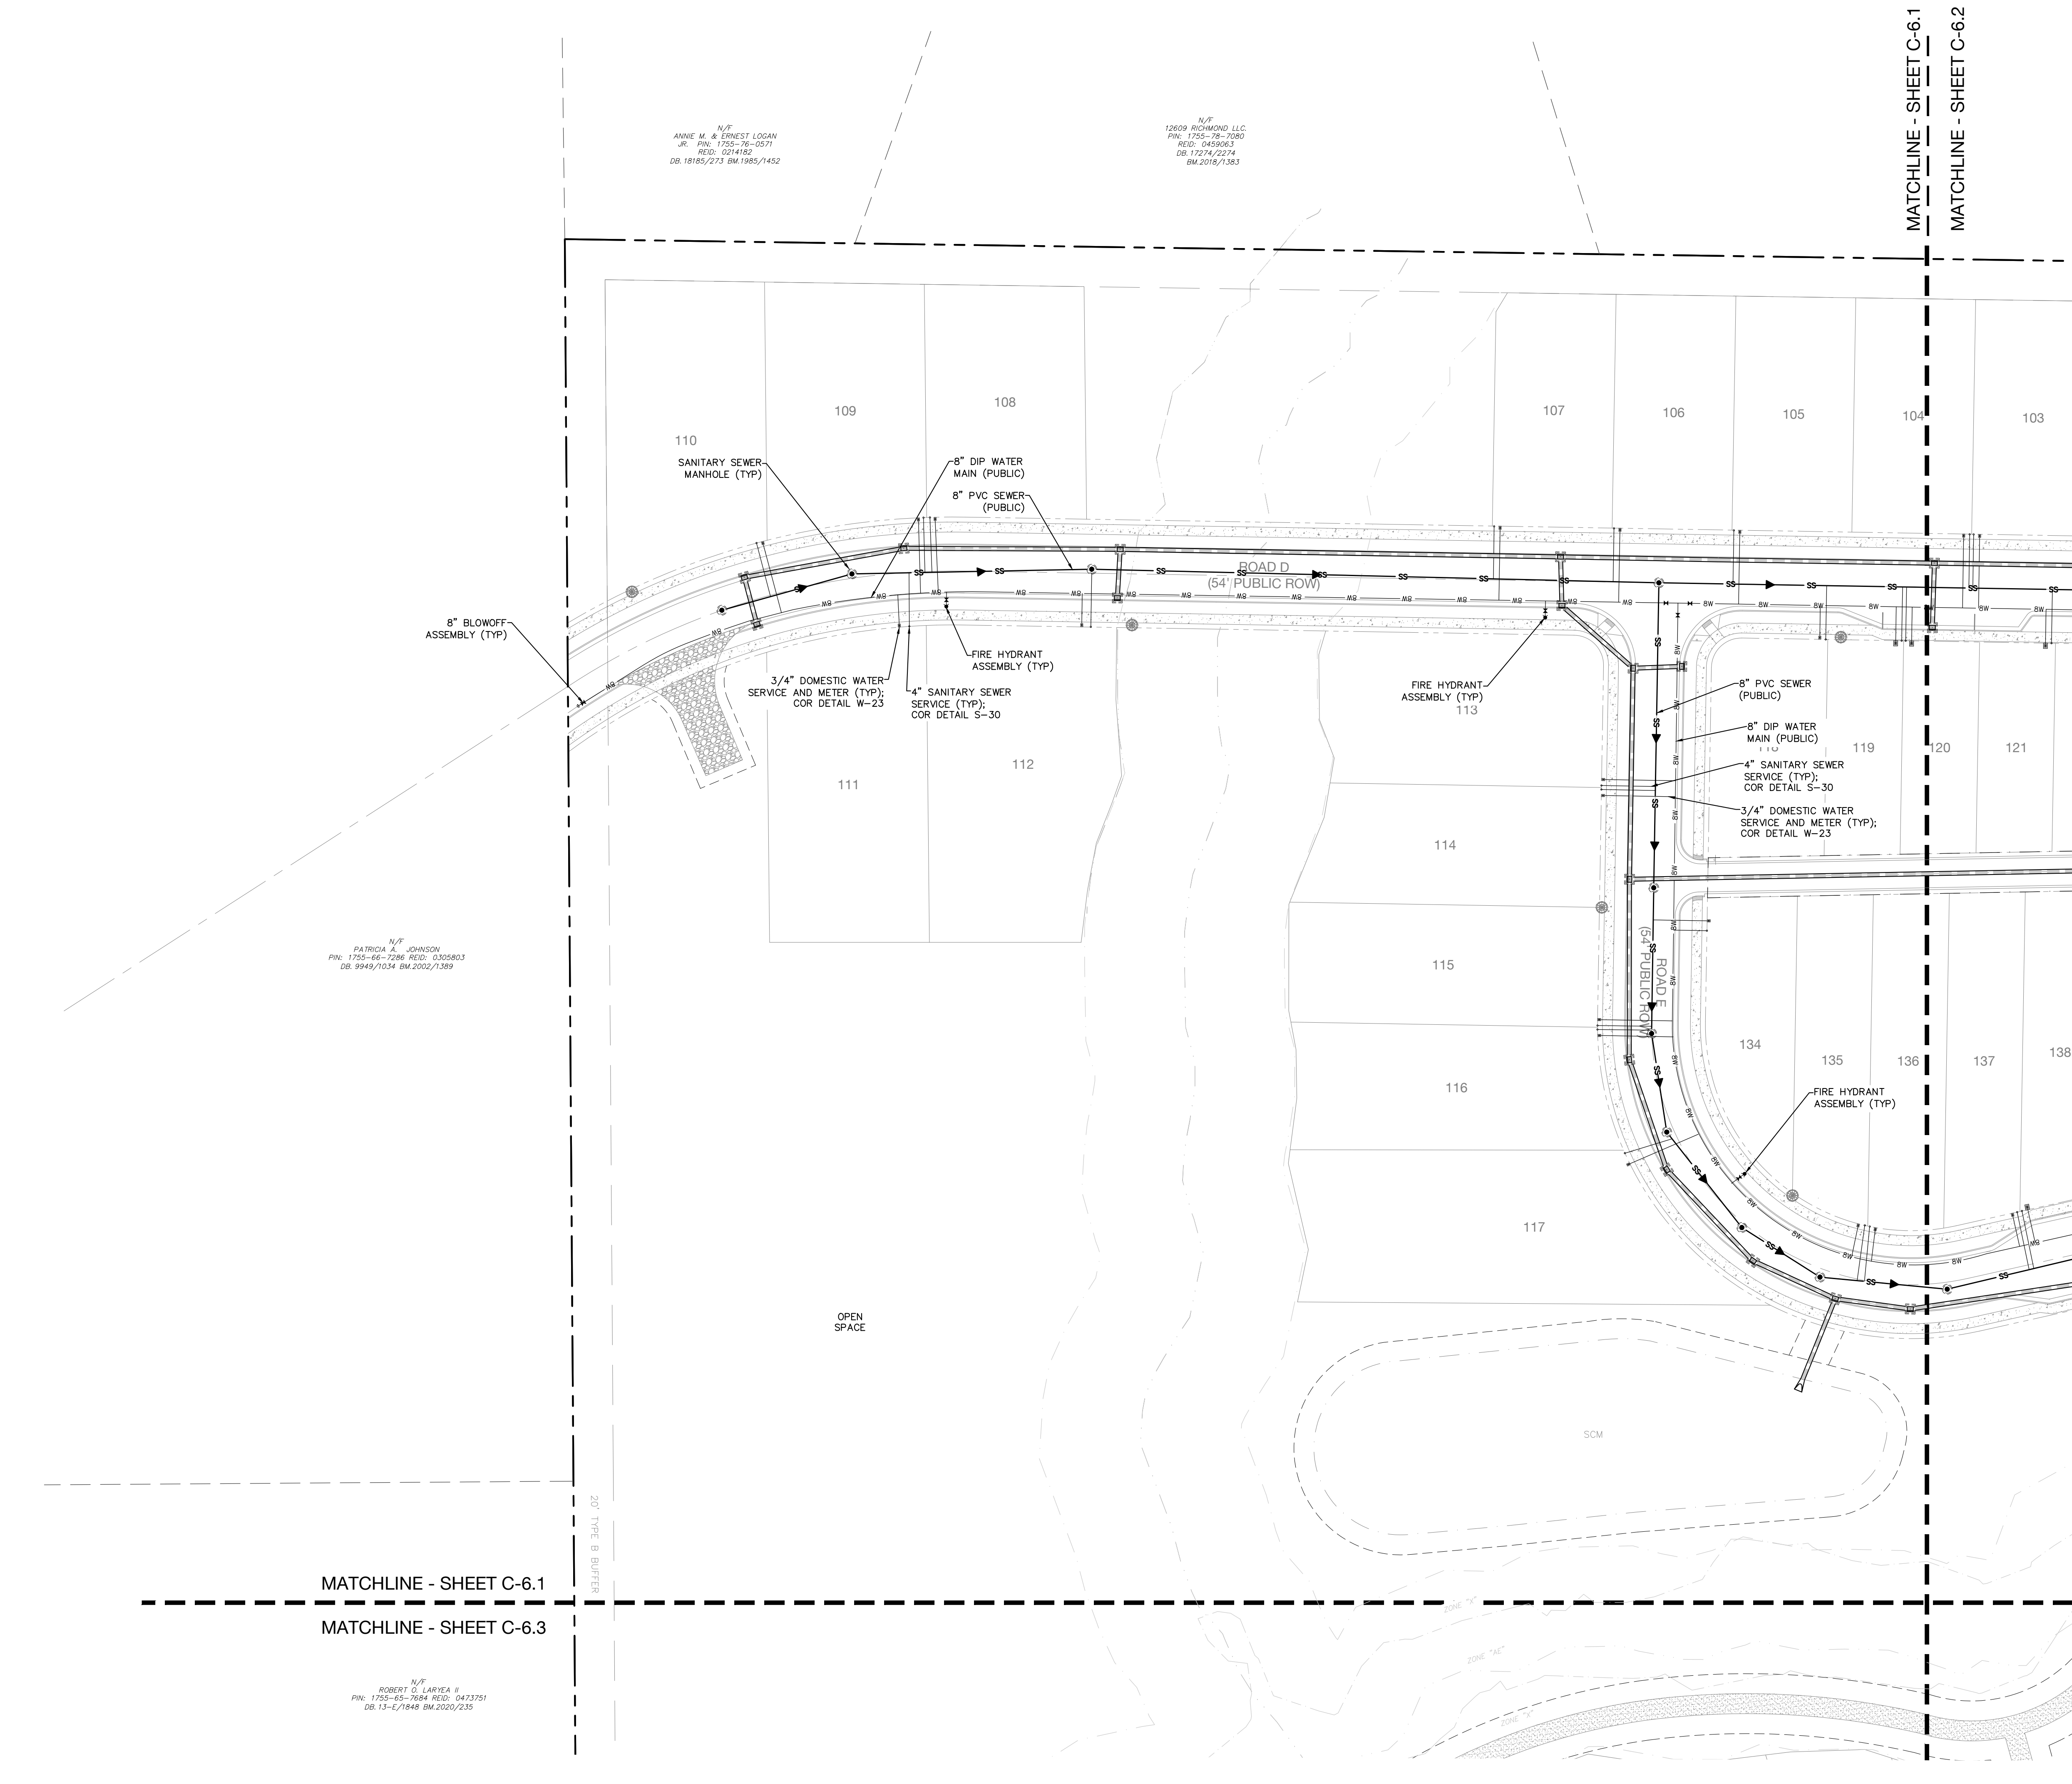 MATCHLINE - SHEET C-6.1
MATCHLINE - SHEET C-6.2
N/F
ANNIE M. & ERNEST LOGAN
JR. PIN: 1755-76-0571
REID: 0214182
DB. 18185/273 BM.1985/1452
N/F
12609 RICHMOND LLC.
PIN: 1755-78-7080
REID: 0459063
DB. 17274/2274
BM.2018/1383
110
109
108
107
106
105
104
103
SANITARY SEWER
MANHOLE (TYP)
8" DIP WATER
MAIN (PUBLIC)
8" PVC SEWER
(PUBLIC)
ROAD D
(54' PUBLIC ROW)
8" BLOWOFF
ASSEMBLY (TYP)
FIRE HYDRANT
ASSEMBLY (TYP)
3/4" DOMESTIC WATER
SERVICE AND METER (TYP);
COR DETAIL W-23
4" SANITARY SEWER
SERVICE (TYP);
COR DETAIL S-30
FIRE HYDRANT
ASSEMBLY (TYP)
113
8" PVC SEWER
(PUBLIC)
8" DIP WATER
MAIN (PUBLIC)
119
120
121
4" SANITARY SEWER
SERVICE (TYP);
COR DETAIL S-30
3/4" DOMESTIC WATER
SERVICE AND METER (TYP);
COR DETAIL W-23
111
112
114
115
116
117
ROAD E
(54' PUBLIC ROW)
134
135
136
137
138
FIRE HYDRANT
ASSEMBLY (TYP)
N/F
PATRICIA A. JOHNSON
PIN: 1755-66-7286 REID: 0305803
DB. 9949/1034 BM.2002/1389
OPEN
SPACE
SCM
20' TYPE B BUFFER
MATCHLINE - SHEET C-6.1
MATCHLINE - SHEET C-6.3
ZONE "X"
ZONE "AE"
ZONE "X"
N/F
ROBERT O. LARYEA II
PIN: 1755-65-7684 REID: 0473751
DB. 13-E/1848 BM.2020/235
SS
8W